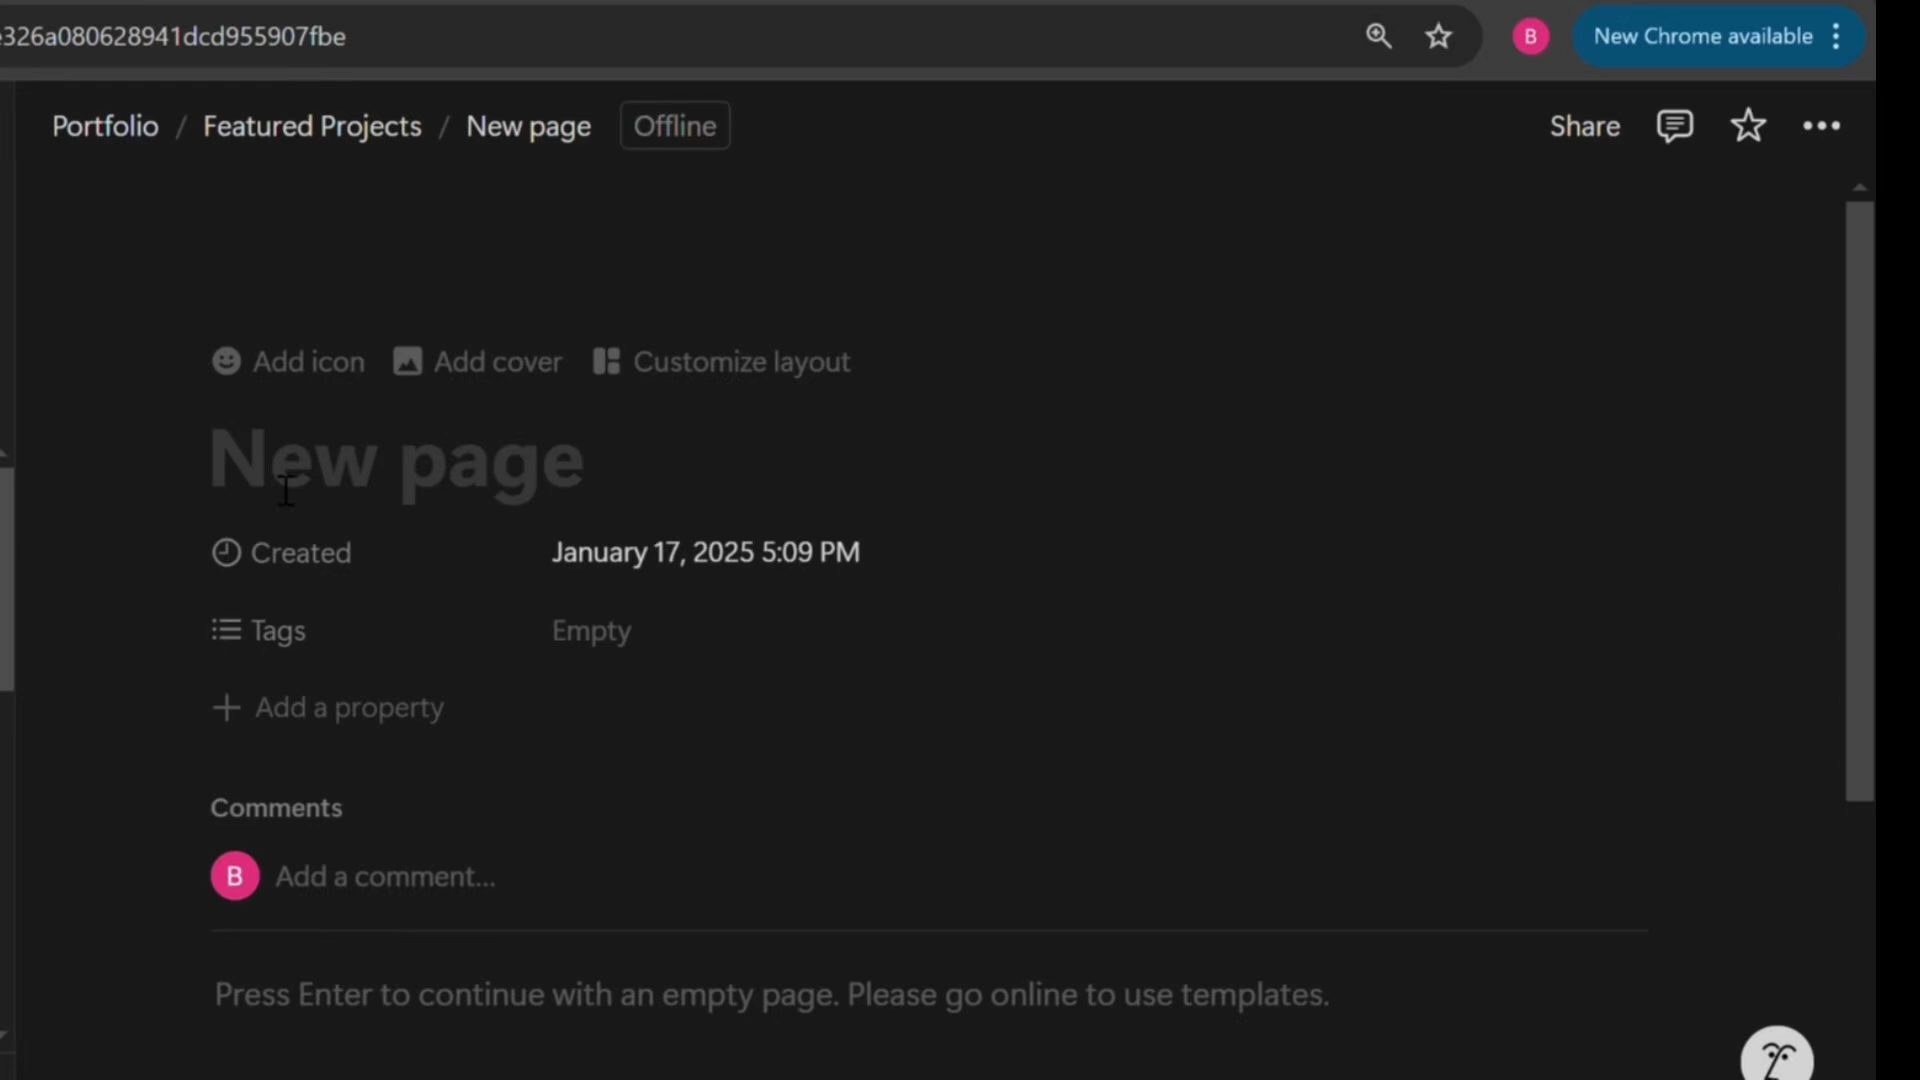 e326a080628941dcd955907fbe
B
New Chrome available
Portfolio / Featured Projects / New page
Offline
Share
Add icon
Add cover
Customize layout
New page
Created January 17, 2025 5:09 PM
Tags Empty
Add a property
Comments
B
Add a comment...
Press Enter to continue with an empty page. Please go online to use templates.